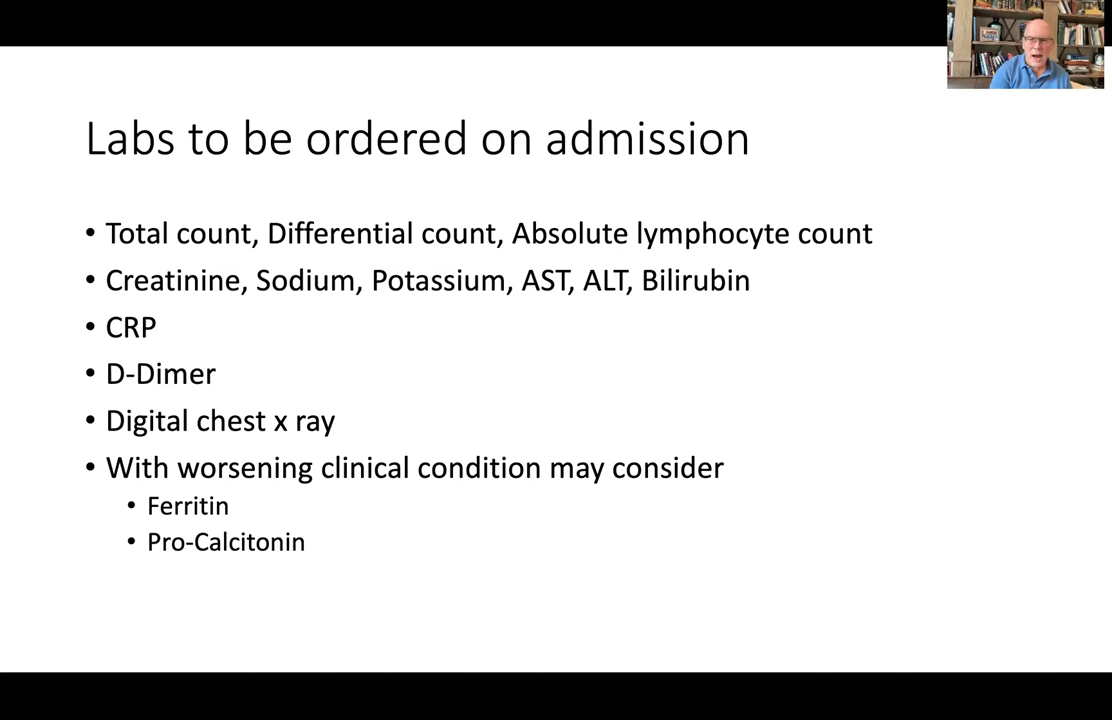 Labs to be ordered on admission
• Total count, Differential count, Absolute lymphocyte count
• Creatinine, Sodium, Potassium, AST, ALT, Bilirubin
• CRP
• D-Dimer
• Digital chest x ray
• With worsening clinical condition may consider
• Ferritin
• Pro-Calcitonin